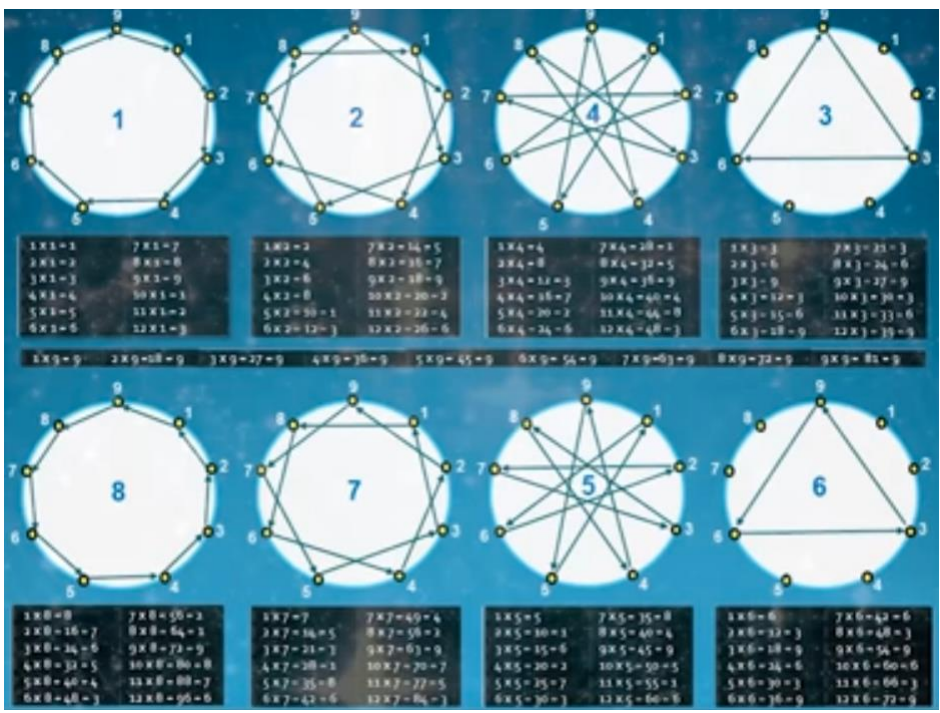 9
8 1
7 2
6 3
5 4
1
9
8 1
7 2
6 3
5 4
2
9
8 1
7 2
6 3
5 4
4
9
8 1
7 2
6 3
5 4
3
1X1=1 7X1=7
2X1=2 8X1=8
3X1=3 9X1=9
4X1=4 10X1=1
5X1=5 11X1=2
6X1=6 12X1=3
1X2=2 7X2=14=5
2X2=4 8X2=16=7
3X2=6 9X2=18=9
4X2=8 10X2=20=2
5X2=10=1 11X2=22=4
6X2=12=3 12X2=26=6
1X4=4 7X4=28=1
2X4=8 8X4=32=5
3X4=12=3 9X4=36=9
4X4=16=7 10X4=40=4
5X4=20=2 11X4=44=8
6X4=24=6 12X4=48=3
1X3=3 7X3=21=3
2X3=6 8X3=24=6
3X3=9 9X3=27=9
4X3=12=3 10X3=30=3
5X3=15=6 11X3=33=6
6X3=18=9 12X3=39=9
1X9=9 2X9=18=9 3X9=27=9 4X9=36=9 5X9=45=9 6X9=54=9 7X9=63=9 8X9=72=9 9X9=81=9
9
8 1
7 2
6 3
5 4
8
9
8 1
7 2
6 3
5 4
7
9
8 1
7 2
6 3
5 4
5
9
8 1
7 2
6 3
5 4
6
1X8=8 7X8=56=2
2X8=16=7 8X8=64=1
3X8=24=6 9X8=72=9
4X8=32=5 10X8=80=8
5X8=40=4 11X8=88=7
6X8=48=3 12X8=96=6
1X7=7 7X7=49=4
2X7=14=5 8X7=56=2
3X7=21=3 9X7=63=9
4X7=28=1 10X7=70=7
5X7=35=8 11X7=77=5
6X7=42=6 12X7=84=3
1X5=5 7X5=35=8
2X5=10=1 8X5=40=4
3X5=15=6 9X5=45=9
4X5=20=2 10X5=50=5
5X5=25=7 11X5=55=1
6X5=30=3 12X5=60=6
1X6=6 7X6=42=6
2X6=12=3 8X6=48=3
3X6=18=9 9X6=54=9
4X6=24=6 10X6=60=6
5X6=30=3 11X6=66=3
6X6=36=9 12X6=72=9